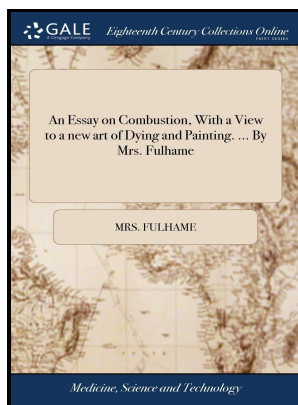 GALE
A Cengage Company
Eighteenth Century Collections Online
PRINT SERIES
An Essay on Combustion, With a View
to a new art of Dying and Painting. ... By
Mrs. Fulhame
MRS. FULHAME
Medicine, Science and Technology